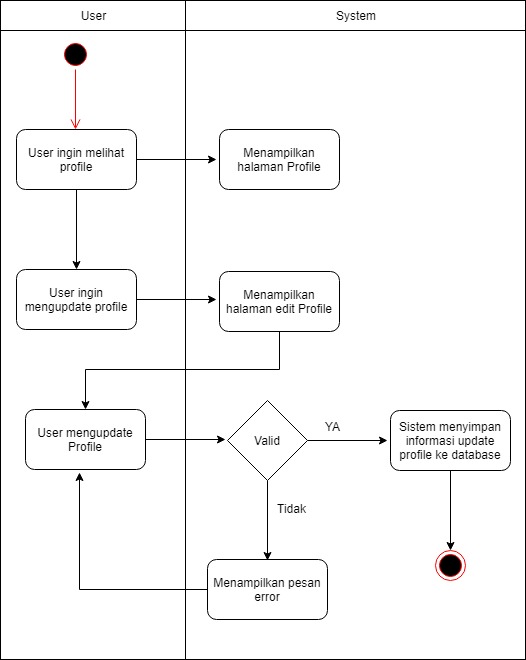 User
System
User ingin melihat
profile
Menampilkan
halaman Profile
User ingin
mengupdate profile
Menampilkan
halaman edit Profile
User mengupdate
Profile
Valid
YA
Sistem menyimpan
informasi update
profile ke database
Tidak
Menampilkan pesan
error